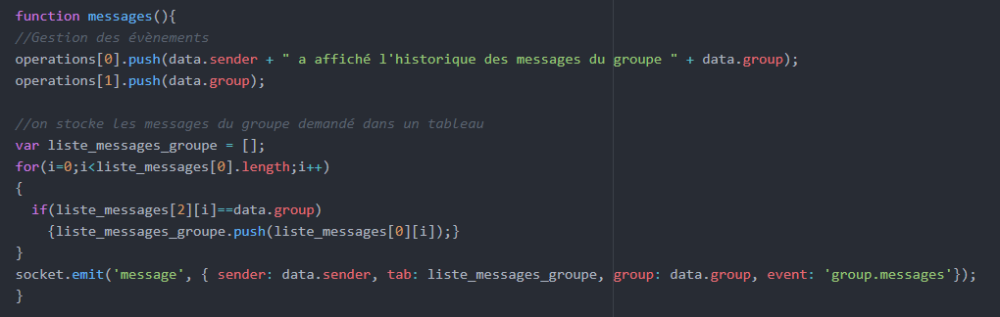 function messages(){
//Gestion des évènements
operations[0].push(data.sender + " a affiché l'historique des messages du groupe " + data.group);
operations[1].push(data.group);
//on stocke les messages du groupe demandé dans un tableau
var liste_messages_groupe = [];
for(i=0;i<liste_messages[0].length;i++)
{
if(liste_messages[2][i]==data.group)
{liste_messages_groupe.push(liste_messages[0][i]);}
}
socket.emit('message', { sender: data.sender, tab: liste_messages_groupe, group: data.group, event: 'group.messages'});
}